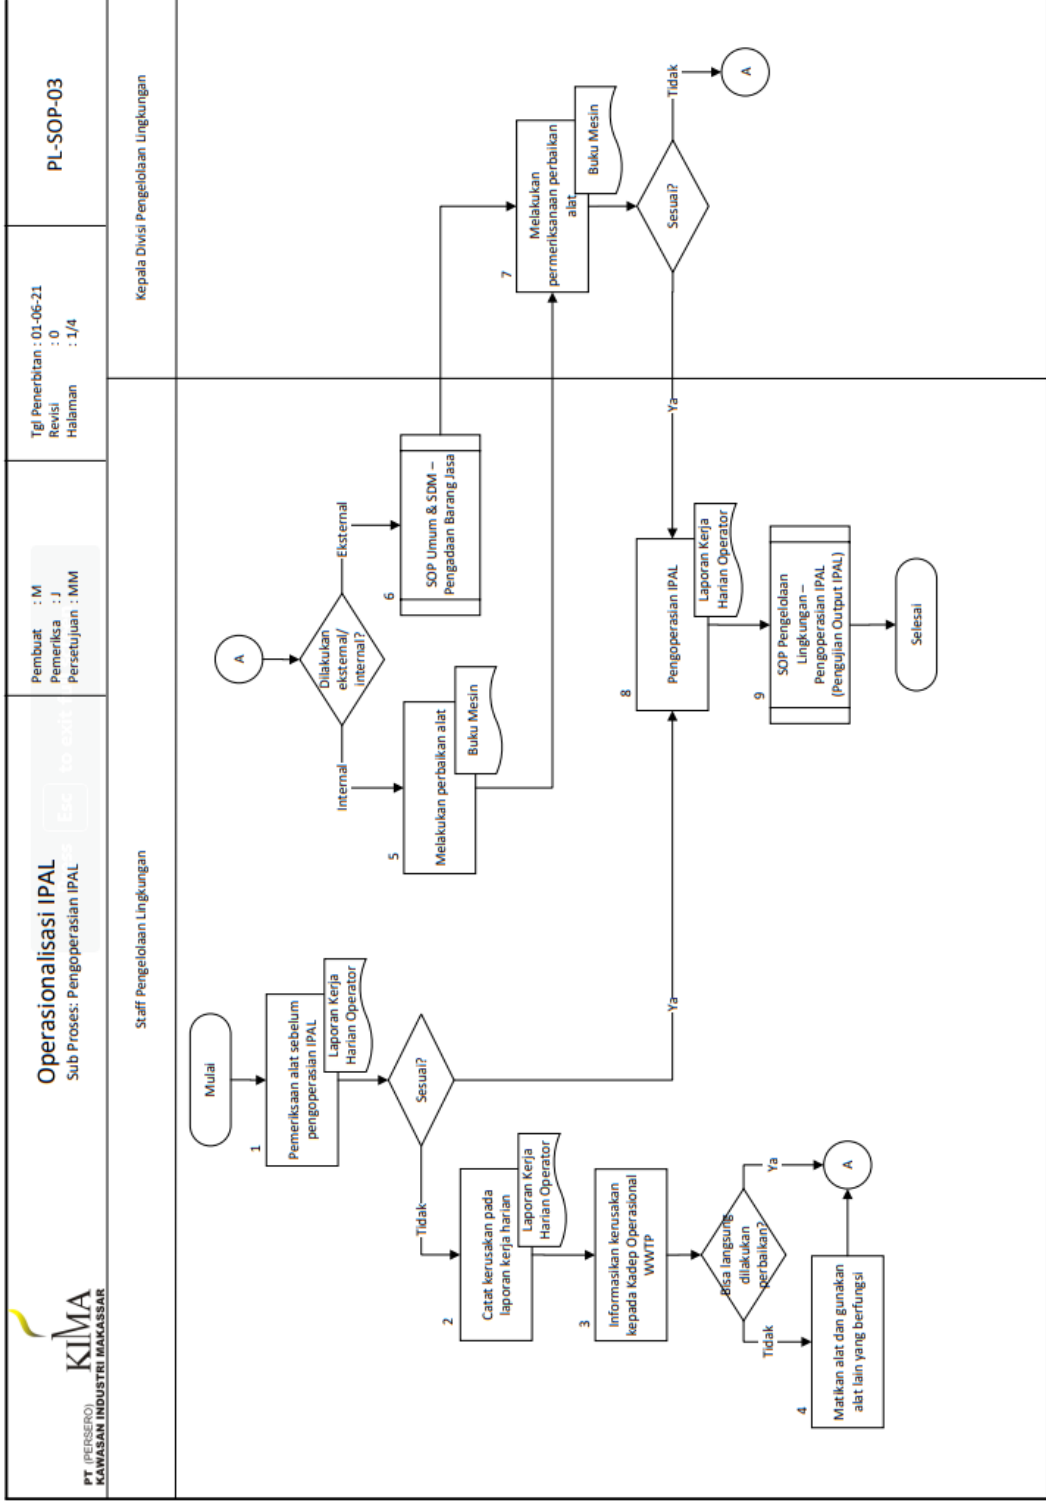 PT (PERSERO)
KIMA
KAWASAN INDUSTRI MAKASSAR
Operasionalisasi IPAL
Sub Proses: Pengoperasian IPAL
Pembuat : M
Pemeriksa : J
Persetujuan : MM
Tgl Penerbitan : 01-06-21
Revisi : 0
Halaman : 1/4
PL-SOP-03
Esc to exit
Staff Pengelolaan Lingkungan
Kepala Divisi Pengelolaan Lingkungan
Mulai
1
Pemeriksaan alat sebelum
pengoperasian IPAL
Laporan Kerja
Harian Operator
Sesuai?
Tidak
Ya
2
Catat kerusakan pada
laporan kerja harian
Laporan Kerja
Harian Operator
3
Informasikan kerusakan
kepada Kadep Operasional
WWTP
Bisa langsung
dilakukan
perbaikan?
Ya
Tidak
4
Matikan alat dan gunakan
alat lain yang berfungsi
A
A
Dilakukan
eksternal/
internal?
Internal
Eksternal
5
Melakukan perbaikan alat
Buku Mesin
6
SOP Umum & SDM –
Pengadaan Barang Jasa
7
Melakukan
permeriksanaan perbaikan
alat
Buku Mesin
Sesuai?
Tidak
A
Ya
8
Pengoperasian IPAL
Laporan Kerja
Harian Operator
9
SOP Pengelolaan
Lingkungan –
Pengoperasian IPAL
(Pengujian Output IPAL)
Selesai